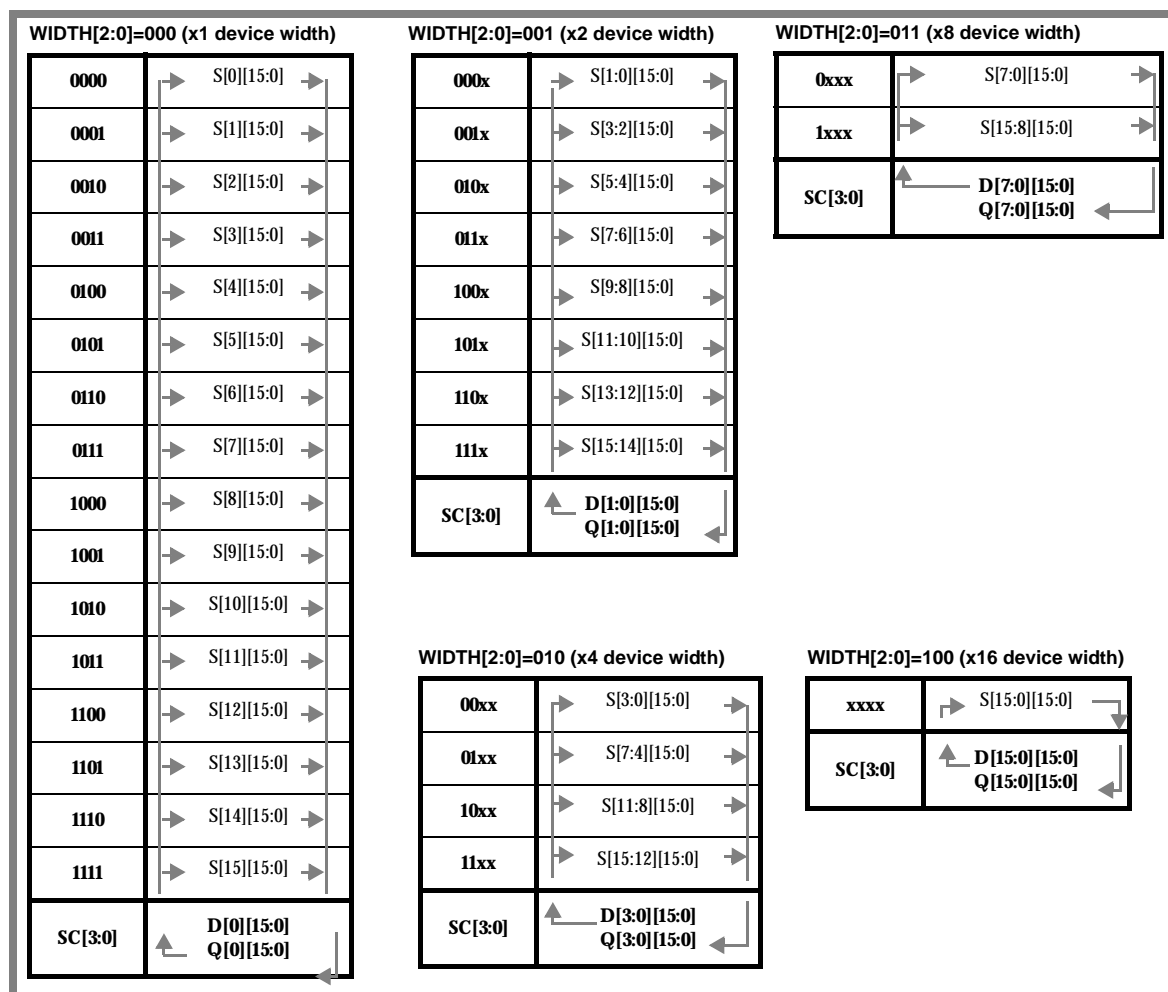 WIDTH[2:0]=000 (x1 device width)
0000 S[0][15:0]
0001 S[1][15:0]
0010 S[2][15:0]
0011 S[3][15:0]
0100 S[4][15:0]
0101 S[5][15:0]
0110 S[6][15:0]
0111 S[7][15:0]
1000 S[8][15:0]
1001 S[9][15:0]
1010 S[10][15:0]
1011 S[11][15:0]
1100 S[12][15:0]
1101 S[13][15:0]
1110 S[14][15:0]
1111 S[15][15:0]
SC[3:0] D[0][15:0]
Q[0][15:0]
WIDTH[2:0]=001 (x2 device width)
000x S[1:0][15:0]
001x S[3:2][15:0]
010x S[5:4][15:0]
011x S[7:6][15:0]
100x S[9:8][15:0]
101x S[11:10][15:0]
110x S[13:12][15:0]
111x S[15:14][15:0]
SC[3:0] D[1:0][15:0]
Q[1:0][15:0]
WIDTH[2:0]=011 (x8 device width)
0xxx S[7:0][15:0]
1xxx S[15:8][15:0]
SC[3:0] D[7:0][15:0]
Q[7:0][15:0]
WIDTH[2:0]=010 (x4 device width)
00xx S[3:0][15:0]
01xx S[7:4][15:0]
10xx S[11:8][15:0]
11xx S[15:12][15:0]
SC[3:0] D[3:0][15:0]
Q[3:0][15:0]
WIDTH[2:0]=100 (x16 device width)
xxxx S[15:0][15:0]
SC[3:0] D[15:0][15:0]
Q[15:0][15:0]